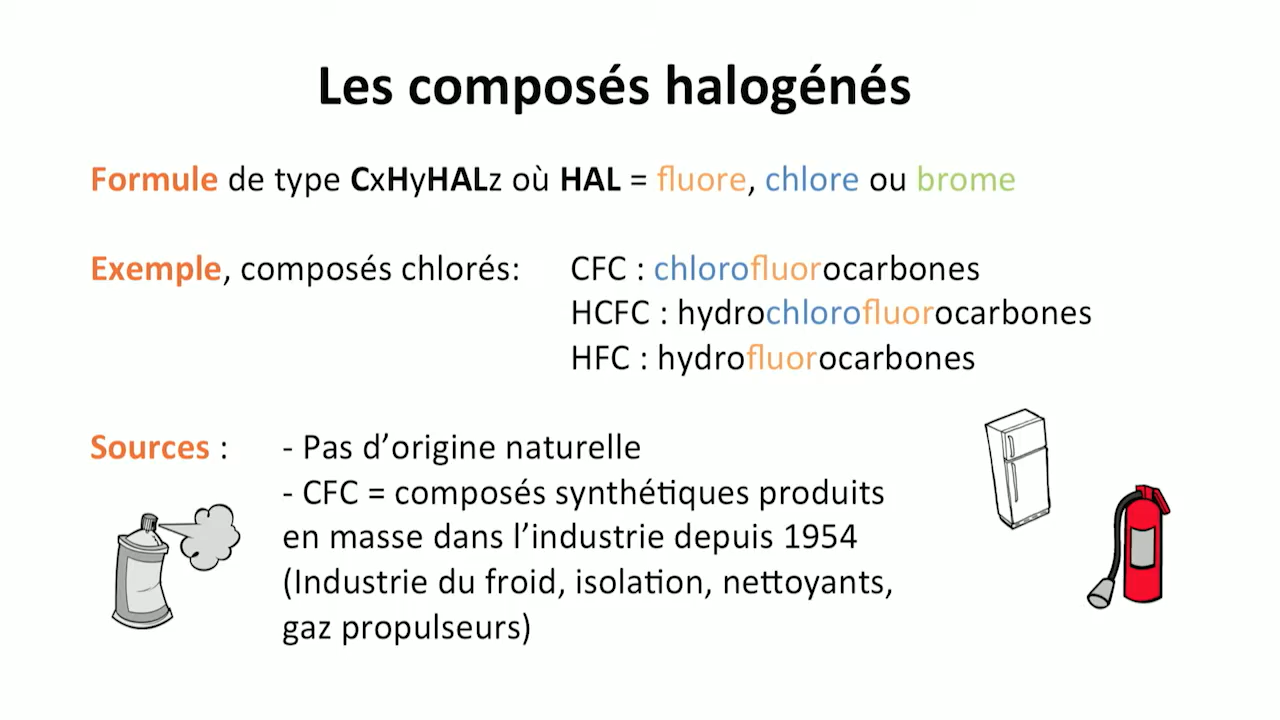 Les composés halogénés
Formule de type CxHyHALz où HAL = fluore, chlore ou brome
Exemple, composés chlorés: CFC : chlorofluorocarbones
HCFC : hydrochlorofluorocarbones
HFC : hydrofluorocarbones
Sources : - Pas d’origine naturelle
- CFC = composés synthétiques produits
en masse dans l’industrie depuis 1954
(Industrie du froid, isolation, nettoyants,
gaz propulseurs)